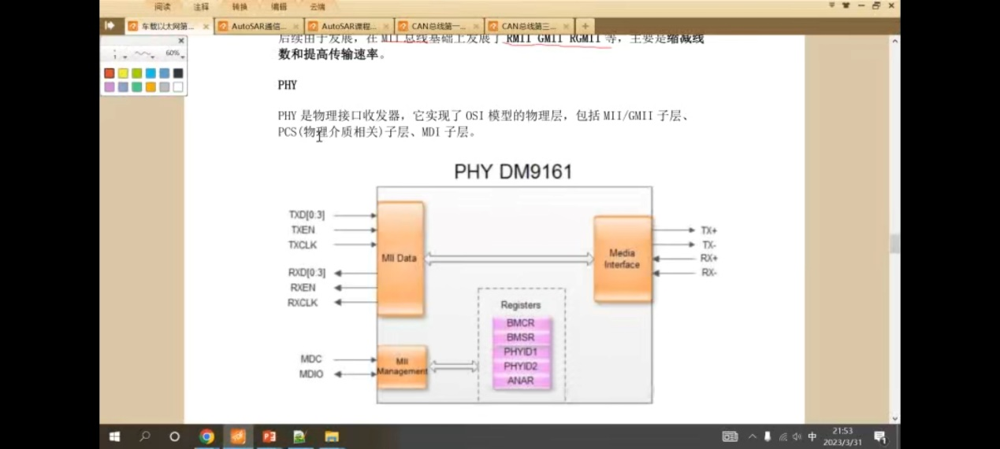 阅读 注释 转换 编辑 云端
车载以太网第... AutoSAR通信... AutoSAR课程... CAN总线第一... CAN总线第三...
60%
后续由于发展，在 MII 总线基础上发展了 RMII GMII RGMII 等，主要是缩减线
数和提高传输速率。
PHY
PHY 是物理接口收发器，它实现了 OSI 模型的物理层，包括 MII/GMII 子层、
PCS(物理介质相关)子层、MDI 子层。
PHY DM9161
TXD[0:3]
TXEN
TXCLK
RXD[0:3]
RXEN
RXCLK
MII Data
Media
Interface
TX+
TX-
RX+
RX-
Registers
BMCR
BMSR
PHYID1
PHYID2
ANAR
MDC
MDIO
MII
Management
中
21:53
2023/3/31
1